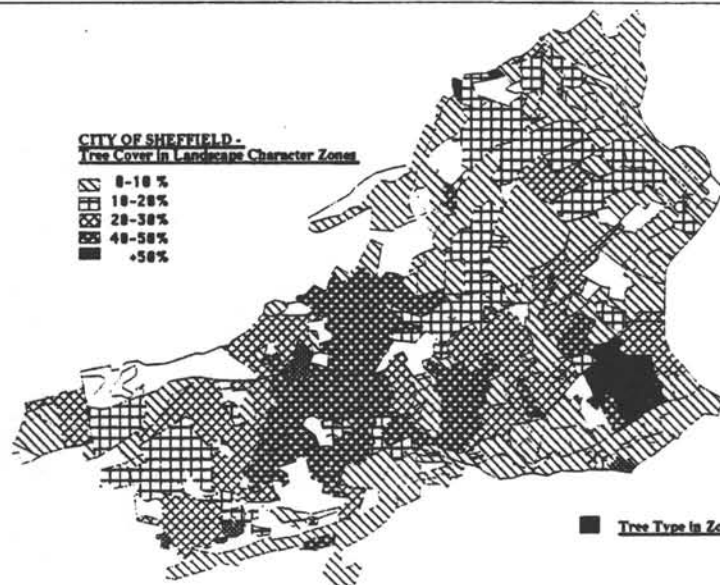 CITY OF SHEFFIELD -
Tree Cover in Landscape Character Zones
0-10 %
10-20%
20-30%
40-50%
+50%
Tree Type in Zo